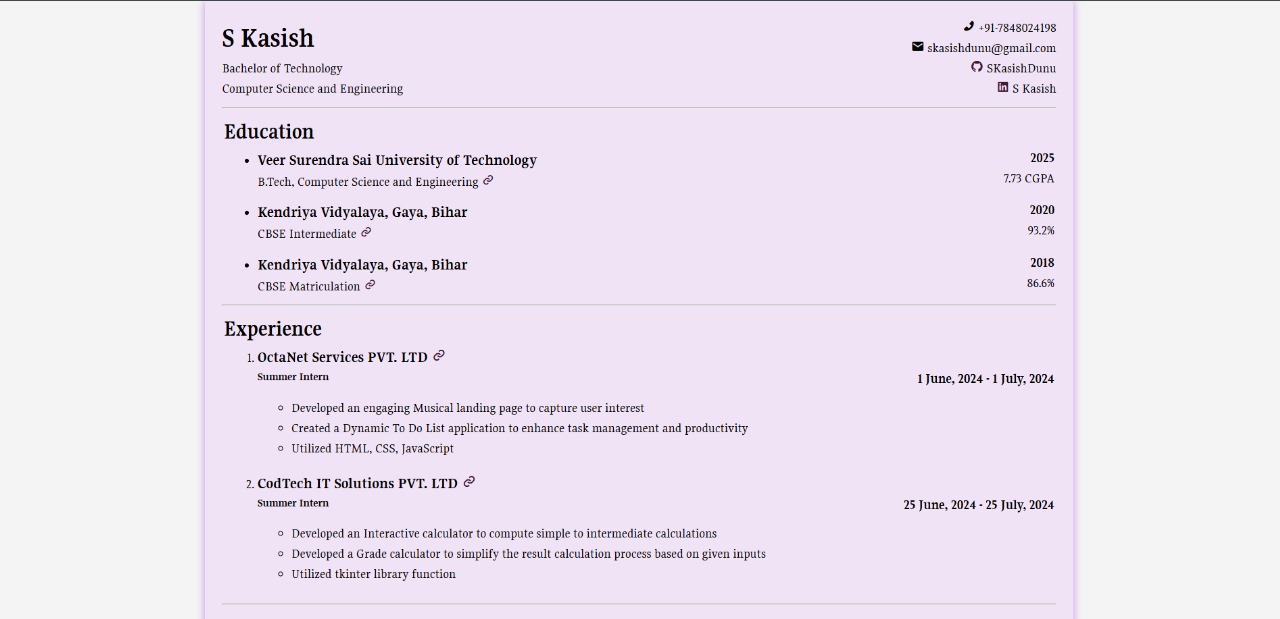 S Kasish
+91-7848024198
skasishdunu@gmail.com
Bachelor of Technology
SKasishDunu
Computer Science and Engineering
S Kasish
Education
• Veer Surendra Sai University of Technology 2025
B.Tech, Computer Science and Engineering 7.73 CGPA
• Kendriya Vidyalaya, Gaya, Bihar 2020
CBSE Intermediate 93.2%
• Kendriya Vidyalaya, Gaya, Bihar 2018
CBSE Matriculation 86.6%
Experience
1. OctaNet Services PVT. LTD
Summer Intern 1 June, 2024 - 1 July, 2024
Developed an engaging Musical landing page to capture user interest
Created a Dynamic To Do List application to enhance task management and productivity
Utilized HTML, CSS, JavaScript
2. CodTech IT Solutions PVT. LTD
Summer Intern 25 June, 2024 - 25 July, 2024
Developed an Interactive calculator to compute simple to intermediate calculations
Developed a Grade calculator to simplify the result calculation process based on given inputs
Utilized tkinter library function